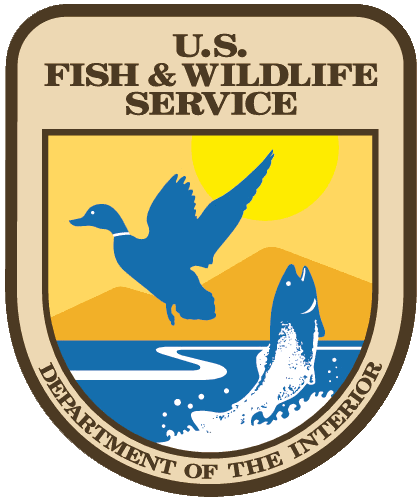 U.S.
FISH & WILDLIFE
SERVICE
DEPARTMENT OF THE INTERIOR